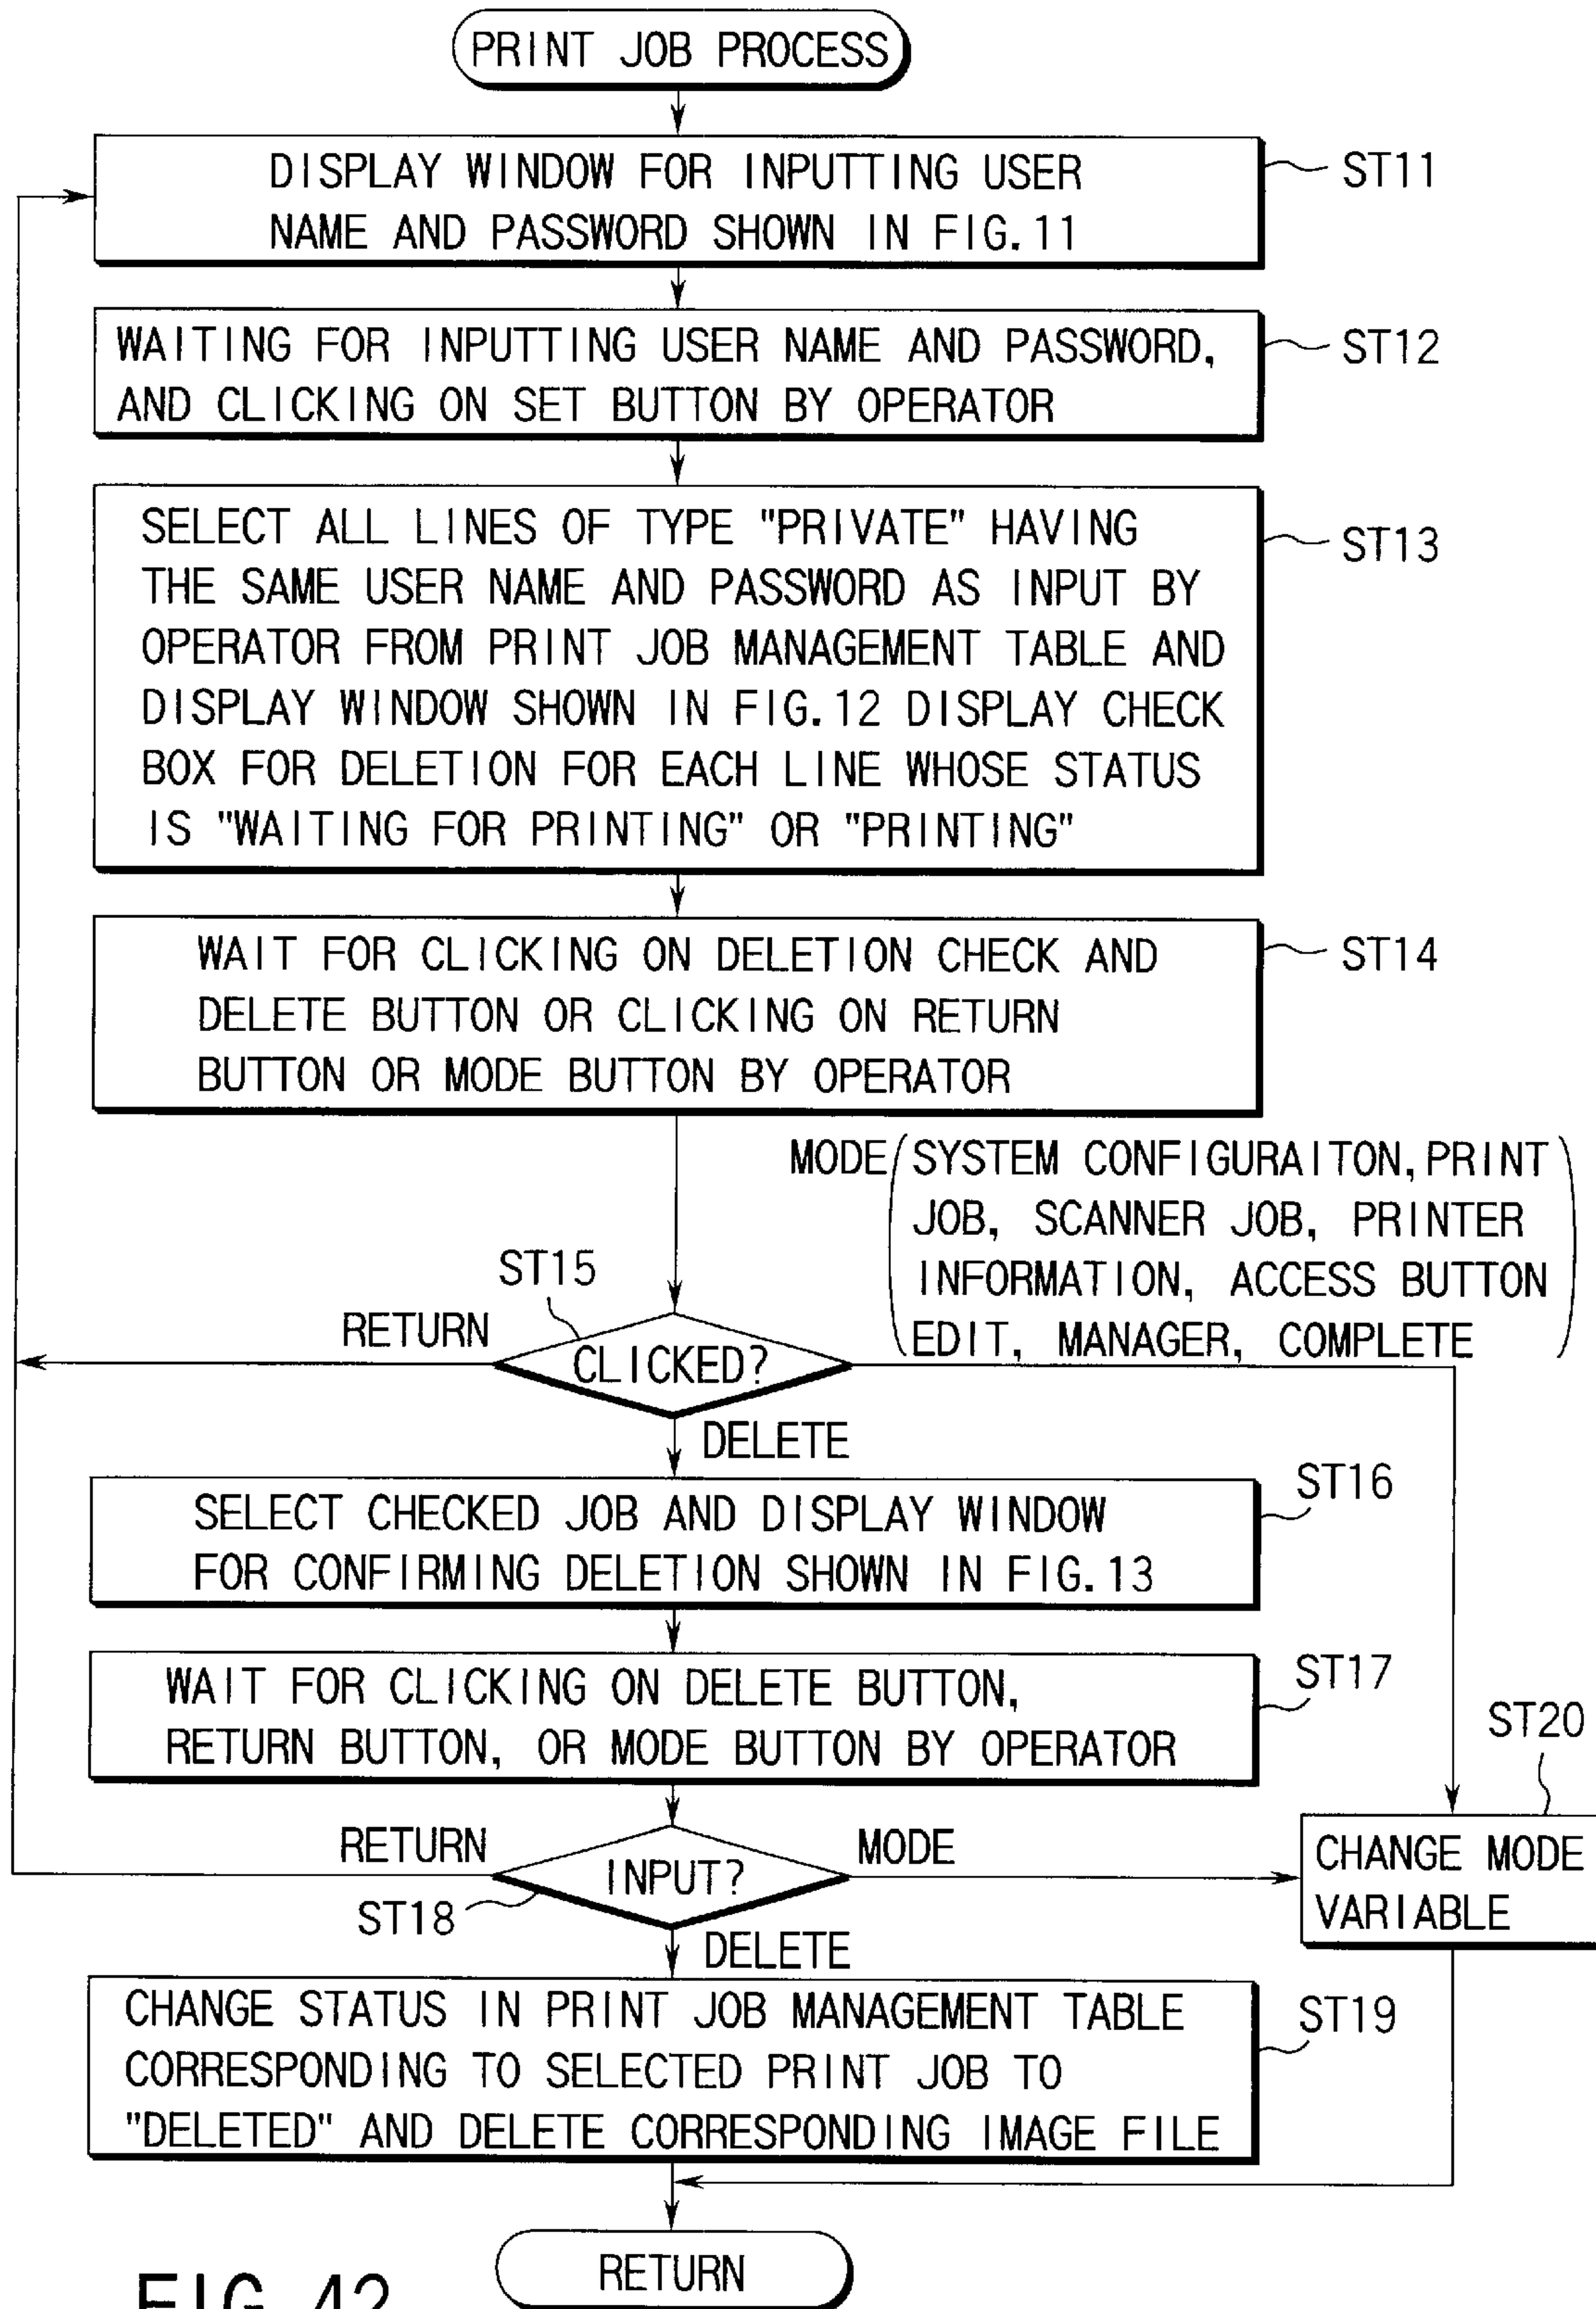 PRINT JOB PROCESS
DISPLAY WINDOW FOR INPUTTING USER
NAME AND PASSWORD SHOWN IN FIG.11
ST11
WAITING FOR INPUTTING USER NAME AND PASSWORD,
AND CLICKING ON SET BUTTON BY OPERATOR
ST12
SELECT ALL LINES OF TYPE "PRIVATE" HAVING
THE SAME USER NAME AND PASSWORD AS INPUT BY
OPERATOR FROM PRINT JOB MANAGEMENT TABLE AND
DISPLAY WINDOW SHOWN IN FIG.12 DISPLAY CHECK
BOX FOR DELETION FOR EACH LINE WHOSE STATUS
IS "WAITING FOR PRINTING" OR "PRINTING"
ST13
WAIT FOR CLICKING ON DELETION CHECK AND
DELETE BUTTON OR CLICKING ON RETURN
BUTTON OR MODE BUTTON BY OPERATOR
ST14
MODE (SYSTEM CONFIGURAITON, PRINT
JOB, SCANNER JOB, PRINTER
INFORMATION, ACCESS BUTTON
EDIT, MANAGER, COMPLETE)
ST15
RETURN
CLICKED?
DELETE
SELECT CHECKED JOB AND DISPLAY WINDOW
FOR CONFIRMING DELETION SHOWN IN FIG.13
ST16
WAIT FOR CLICKING ON DELETE BUTTON,
RETURN BUTTON, OR MODE BUTTON BY OPERATOR
ST17
ST20
RETURN
INPUT?
MODE
CHANGE MODE
VARIABLE
ST18
DELETE
CHANGE STATUS IN PRINT JOB MANAGEMENT TABLE
CORRESPONDING TO SELECTED PRINT JOB TO
"DELETED" AND DELETE CORRESPONDING IMAGE FILE
ST19
RETURN
FIG. 42